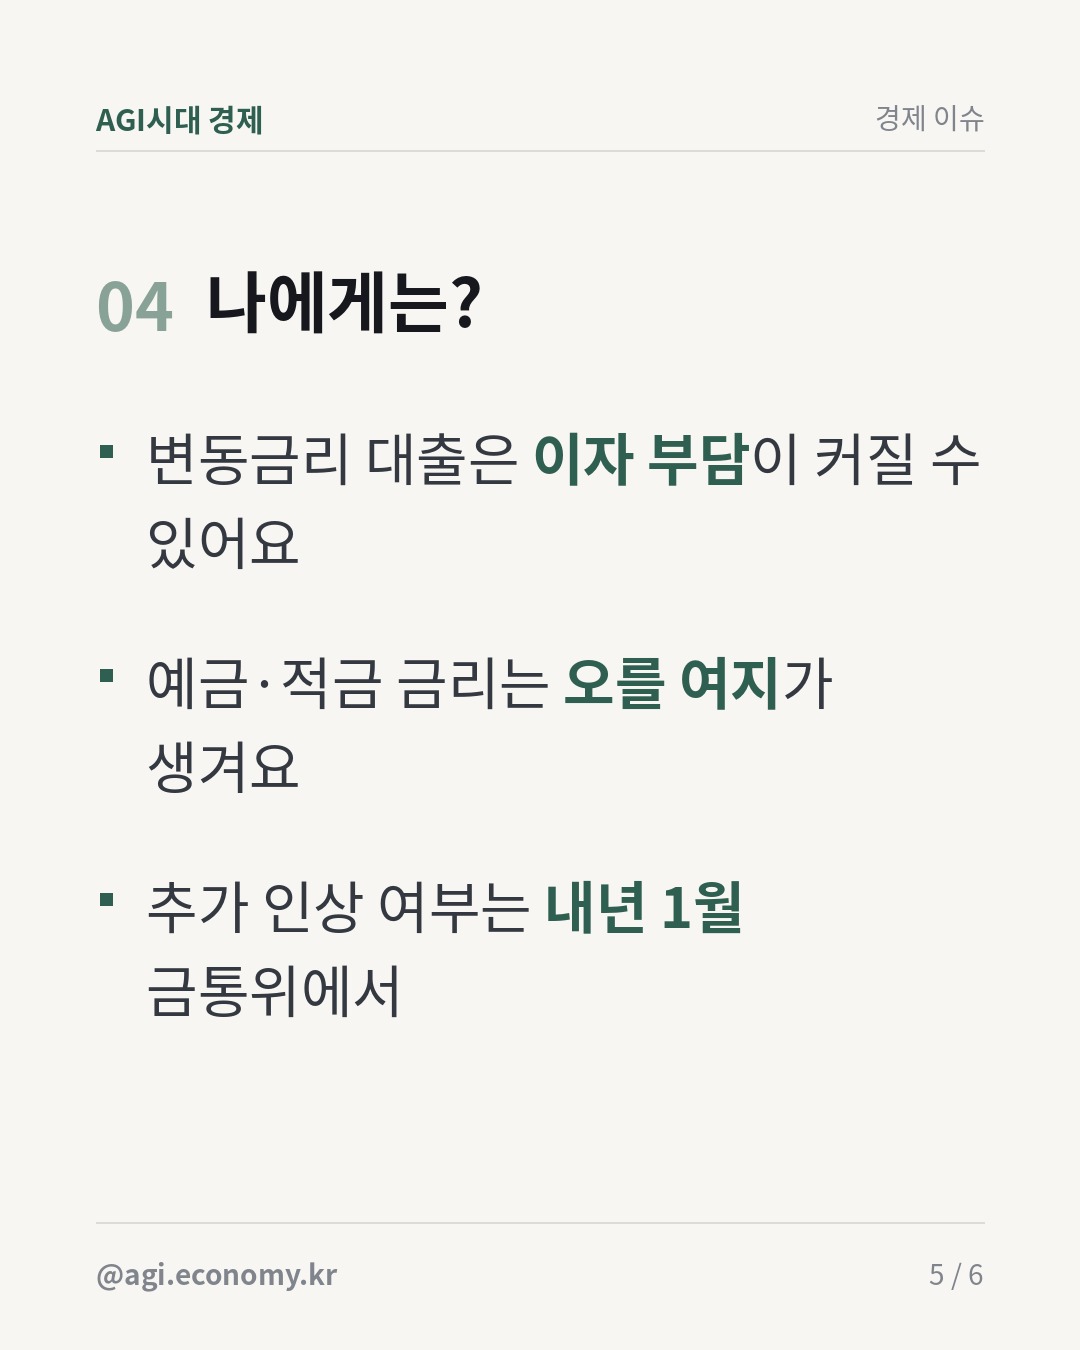 AGI시대 경제
경제 이슈
04 나에게는?
▪ 변동금리 대출은 이자 부담이 커질 수
있어요
▪ 예금·적금 금리는 오를 여지가
생겨요
▪ 추가 인상 여부는 내년 1월
금통위에서
@agi.economy.kr
5 / 6